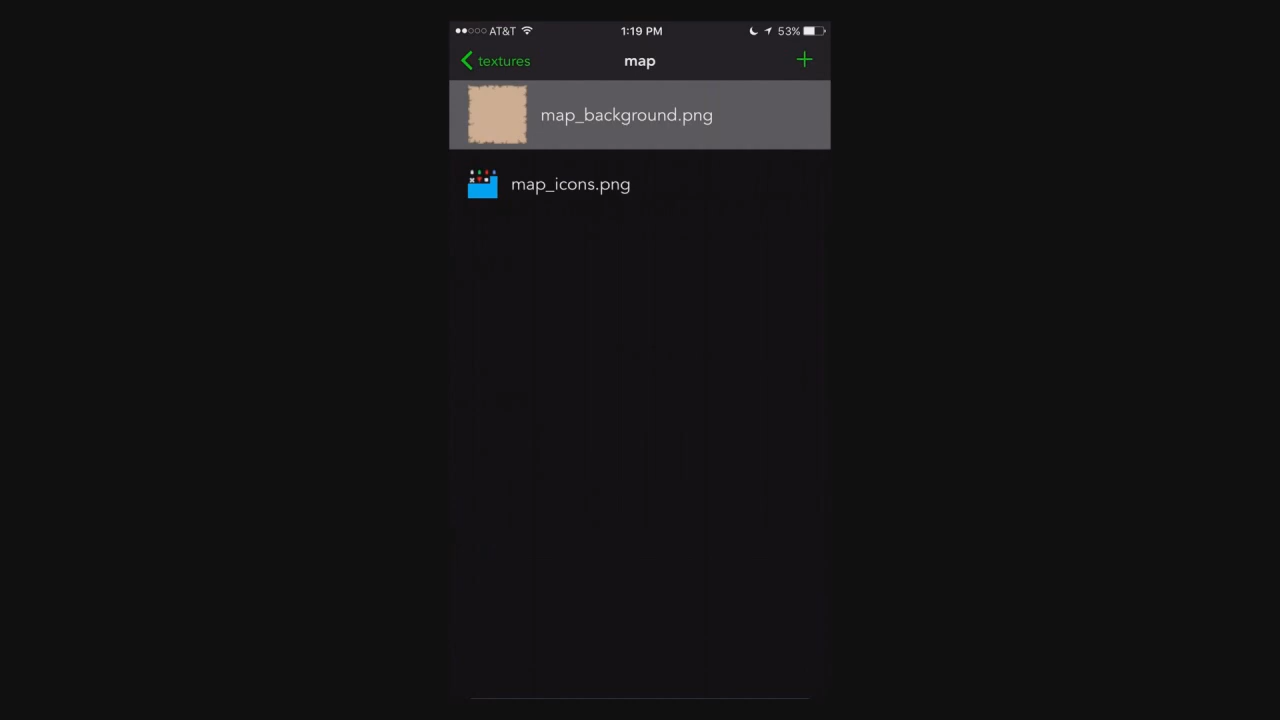 AT&T 1:19 PM 53%
textures map +
map_background.png
map_icons.png